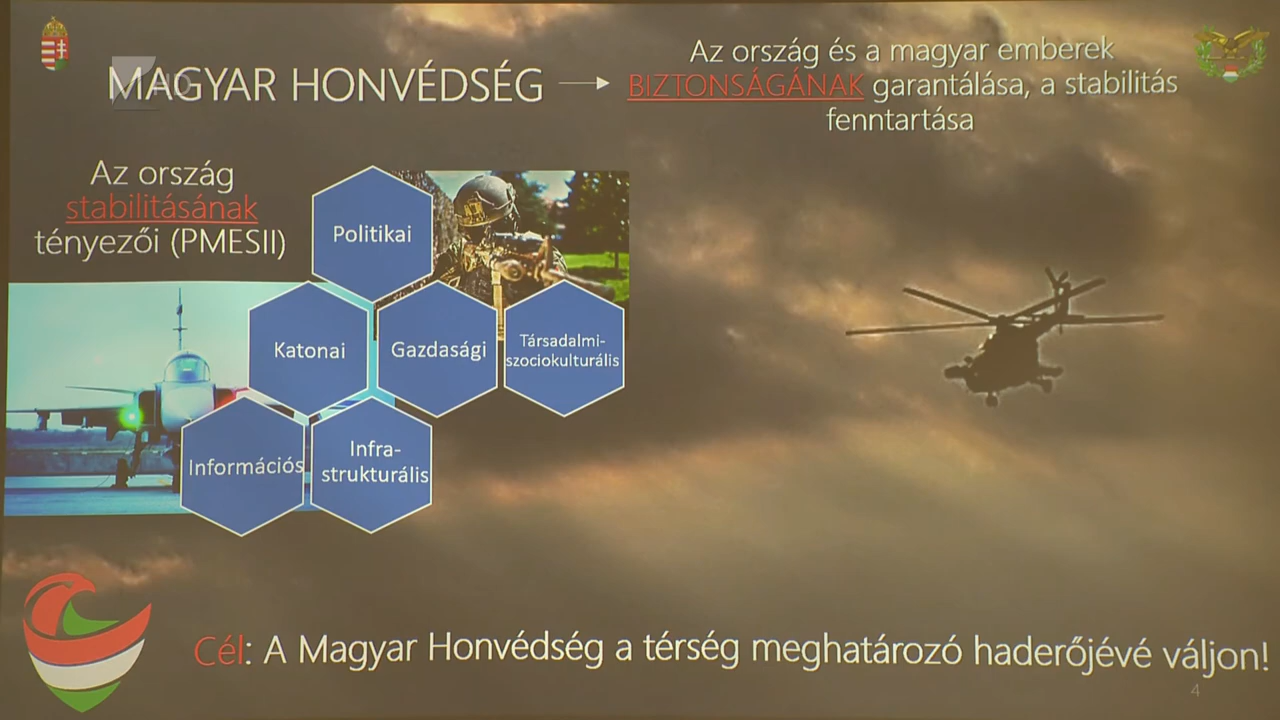 MAGYAR HONVÉDSÉG
Az ország és a magyar emberek
BIZTONSÁGÁNAK garantálása, a stabilitás
fenntartása
Az ország
stabilitásának
tényezői (PMESII)
Politikai
Katonai
Gazdasági
Társadalmi-
szociokulturális
Információs
Infra-
strukturális
Cél: A Magyar Honvédség a térség meghatározó haderőjévé váljon!
4